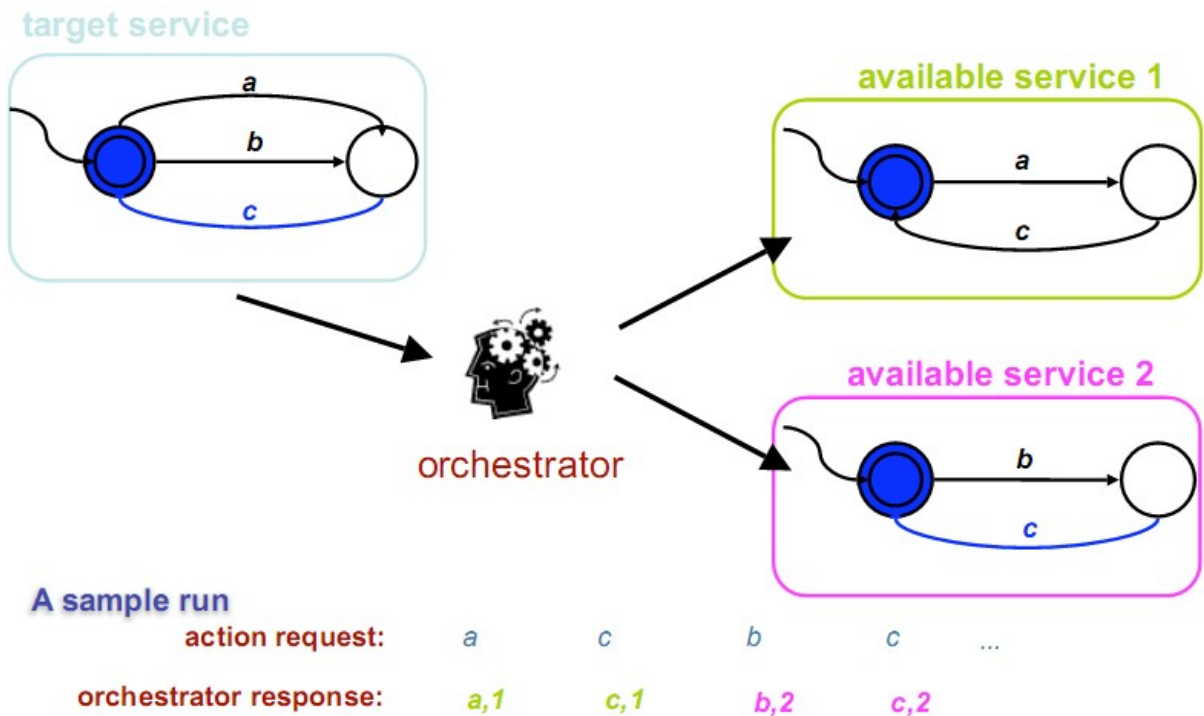 target service
a
b
c
available service 1
a
c
orchestrator
available service 2
b
c
A sample run
action request: a c b c ...
orchestrator response: a,1 c,1 b,2 c,2